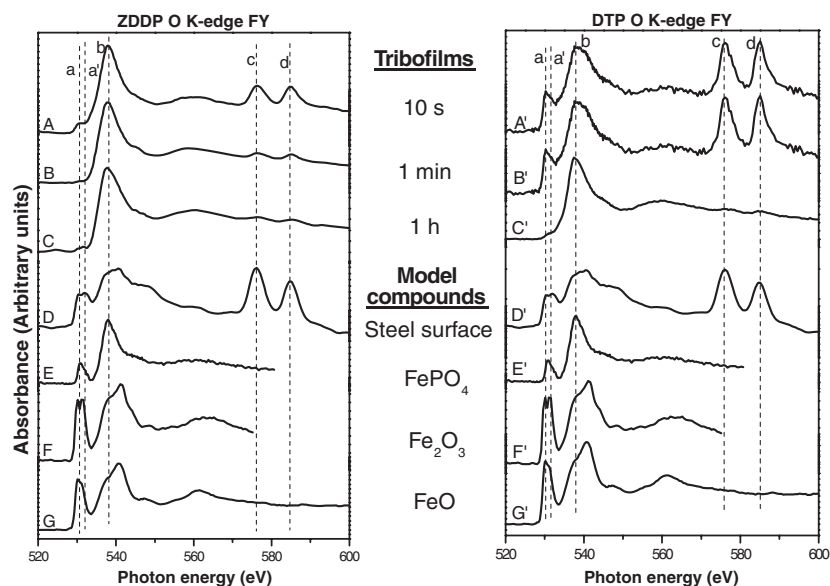 ZDDP O K-edge FY
DTP O K-edge FY
Absorbance (Arbitrary units)
a
a'
b
c
d
A
B
C
D
E
F
G
520 540 560 580 600
Photon energy (eV)
Tribofilms
10 s
1 min
1 h
Model
compounds
Steel surface
FePO₄
Fe₂O₃
FeO
a
a'
b
c
d
A'
B'
C'
D'
E'
F'
G'
520 540 560 580 600
Photon energy (eV)